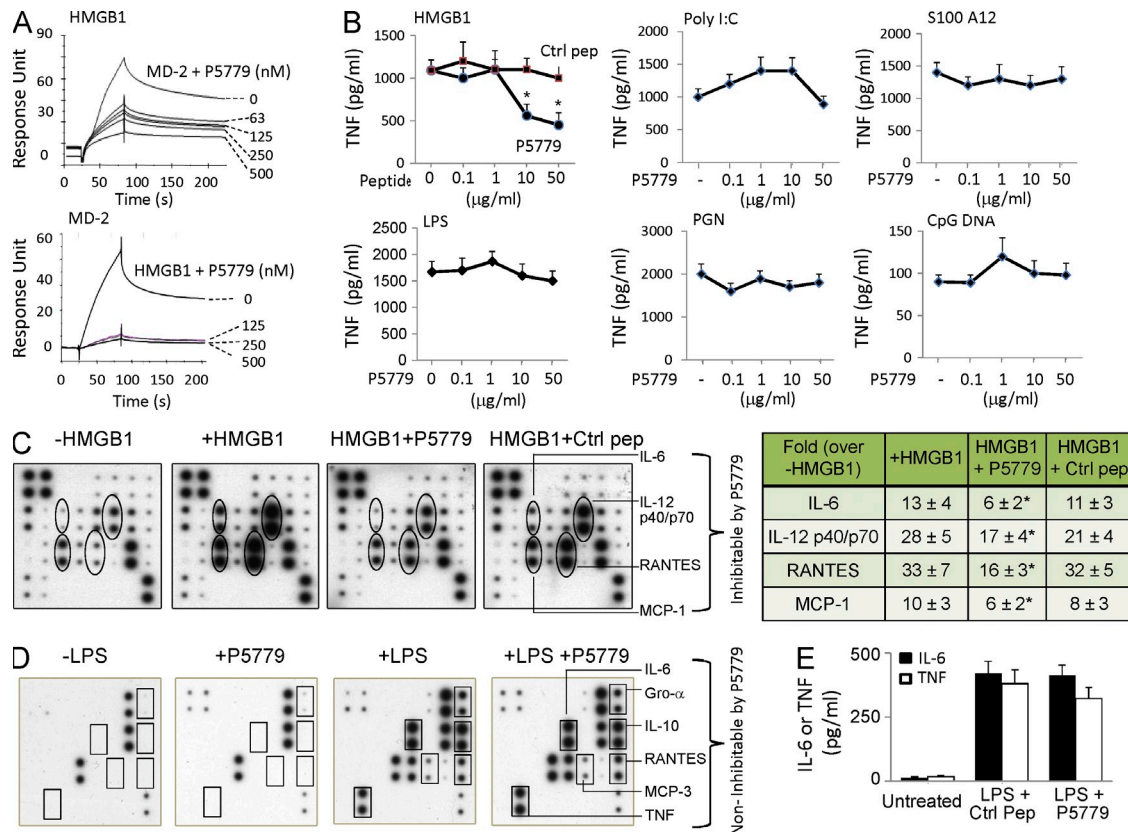 A
HMGB1
Response Unit
90
60
30
0
MD-2 + P5779 (nM)
0
63
125
250
500
0 50 100 150 200
Time (s)
MD-2
Response Unit
60
40
20
0
HMGB1 + P5779 (nM)
0
125
250
500
0 50 100 150 200
Time (s)
B
HMGB1
TNF (pg/ml)
1500
1000
500
0
Ctrl pep
* *
P5779
Peptide 0 0.1 1 10 50
(µg/ml)
Poly I:C
TNF (pg/ml)
2000
1500
1000
500
0
P5779 - 0.1 1 10 50
(µg/ml)
S100 A12
TNF (pg/ml)
2000
1500
1000
500
0
P5779 - 0.1 1 10 50
(µg/ml)
LPS
TNF (pg/ml)
2500
2000
1500
1000
500
0
P5779 0 0.1 1 10 50
(µg/ml)
PGN
TNF (pg/ml)
3000
2000
1000
0
P5779 - 0.1 1 10 50
(µg/ml)
CpG DNA
TNF (pg/ml)
150
100
50
0
P5779 - 0.1 1 10 50
(µg/ml)
C
-HMGB1
+HMGB1
HMGB1+P5779
HMGB1+Ctrl pep
IL-6
IL-12
p40/p70
RANTES
MCP-1
Inhibitable by P5779
Fold (over -HMGB1) +HMGB1 HMGB1 + P5779 HMGB1 + Ctrl pep
IL-6 13 ± 4 6 ± 2* 11 ± 3
IL-12 p40/p70 28 ± 5 17 ± 4* 21 ± 4
RANTES 33 ± 7 16 ± 3* 32 ± 5
MCP-1 10 ± 3 6 ± 2* 8 ± 3
D
-LPS
+P5779
+LPS
+LPS +P5779
IL-6
Gro-α
IL-10
RANTES
MCP-3
TNF
Non- Inhibitable by P5779
E
IL-6 or TNF
(pg/ml)
500
250
0
IL-6
TNF
Untreated
LPS +
Ctrl Pep
LPS +
P5779